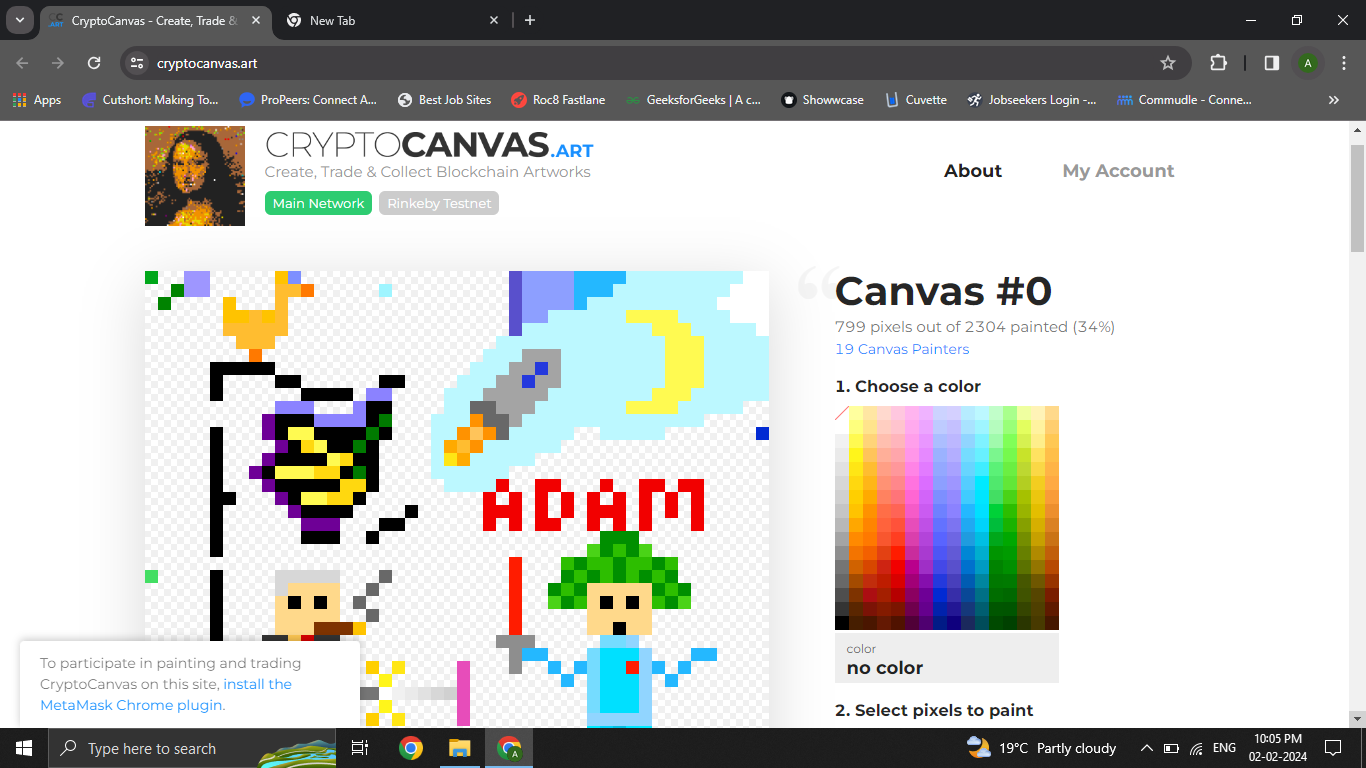 CryptoCanvas - Create, Trade &
New Tab
cryptocanvas.art
A
Apps
Cutshort: Making To...
ProPeers: Connect A...
Best Job Sites
Roc8 Fastlane
GeeksforGeeks | A c...
Showwcase
Cuvette
Jobseekers Login -...
Commudle - Conne...
CRYPTOCANVAS.ART
Create, Trade & Collect Blockchain Artworks
Main Network
Rinkeby Testnet
About
My Account
Canvas #0
799 pixels out of 2304 painted (34%)
19 Canvas Painters
1. Choose a color
color
no color
2. Select pixels to paint
ADAM
To participate in painting and trading
CryptoCanvas on this site, install the
MetaMask Chrome plugin.
Type here to search
19°C Partly cloudy
ENG
10:05 PM
02-02-2024